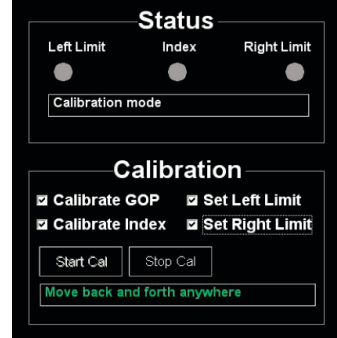 Status
Left Limit Index Right Limit
Calibration mode
Calibration
Calibrate GOP Set Left Limit
Calibrate Index Set Right Limit
Start Cal Stop Cal
Move back and forth anywhere